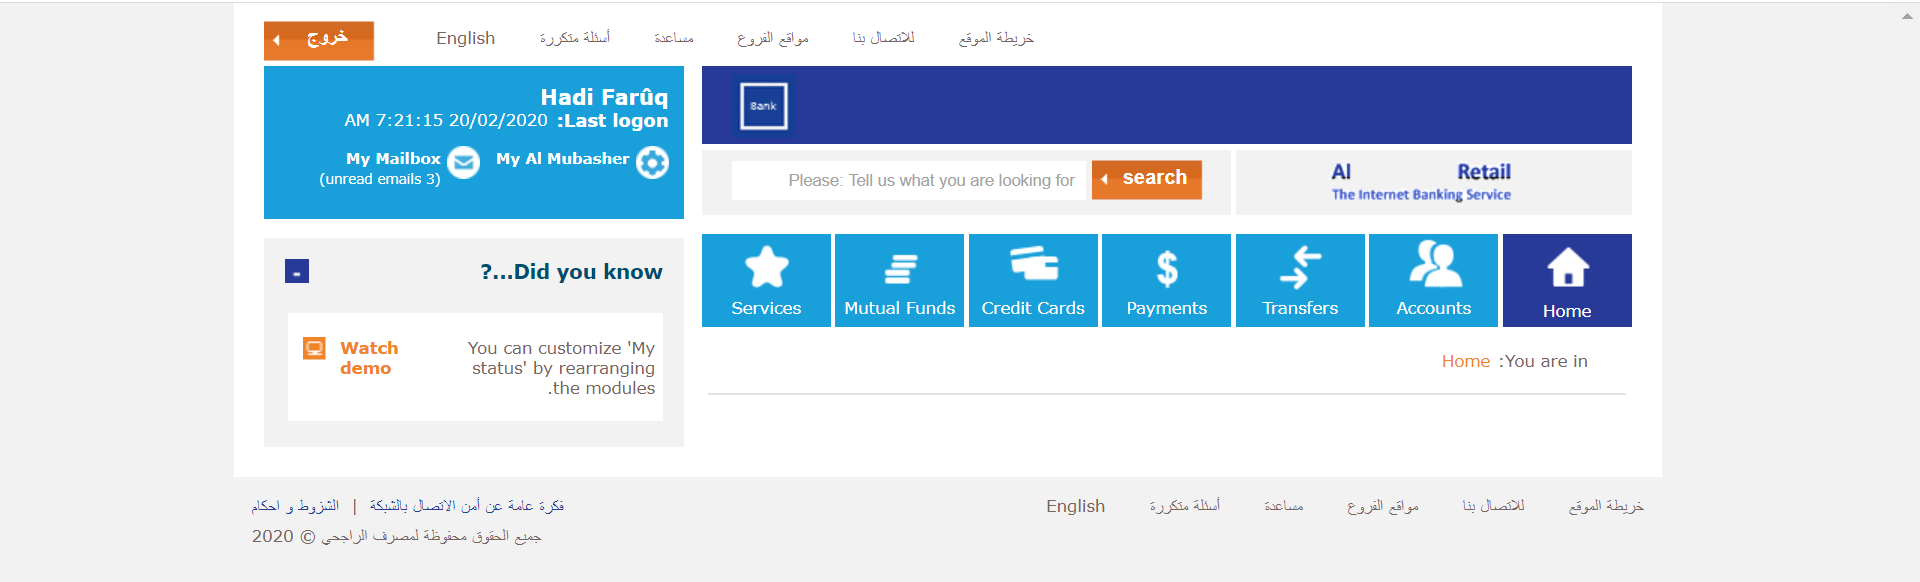 خريطة الموقع للاتصال بنا مواقع الفروع مساعدة أسئلة متكررة English خروج
Bank
Hadi Farûq
Last logon: 20/02/2020 7:21:15 AM
My Al Mubasher My Mailbox
(3 unread emails)
Al Retail
The Internet Banking Service
search
Please: Tell us what you are looking for
Home
Accounts
Transfers
Payments
Credit Cards
Mutual Funds
Services
You are in: Home
Did you know...?
-
You can customize 'My
status' by rearranging
the modules.
Watch
demo
خريطة الموقع للاتصال بنا مواقع الفروع مساعدة أسئلة متكررة English
فكرة عامة عن أمن الاتصال بالشبكة | الشزوط و احكام
جميع الحقوق محفوظة لمصرف الراجحي © 2020